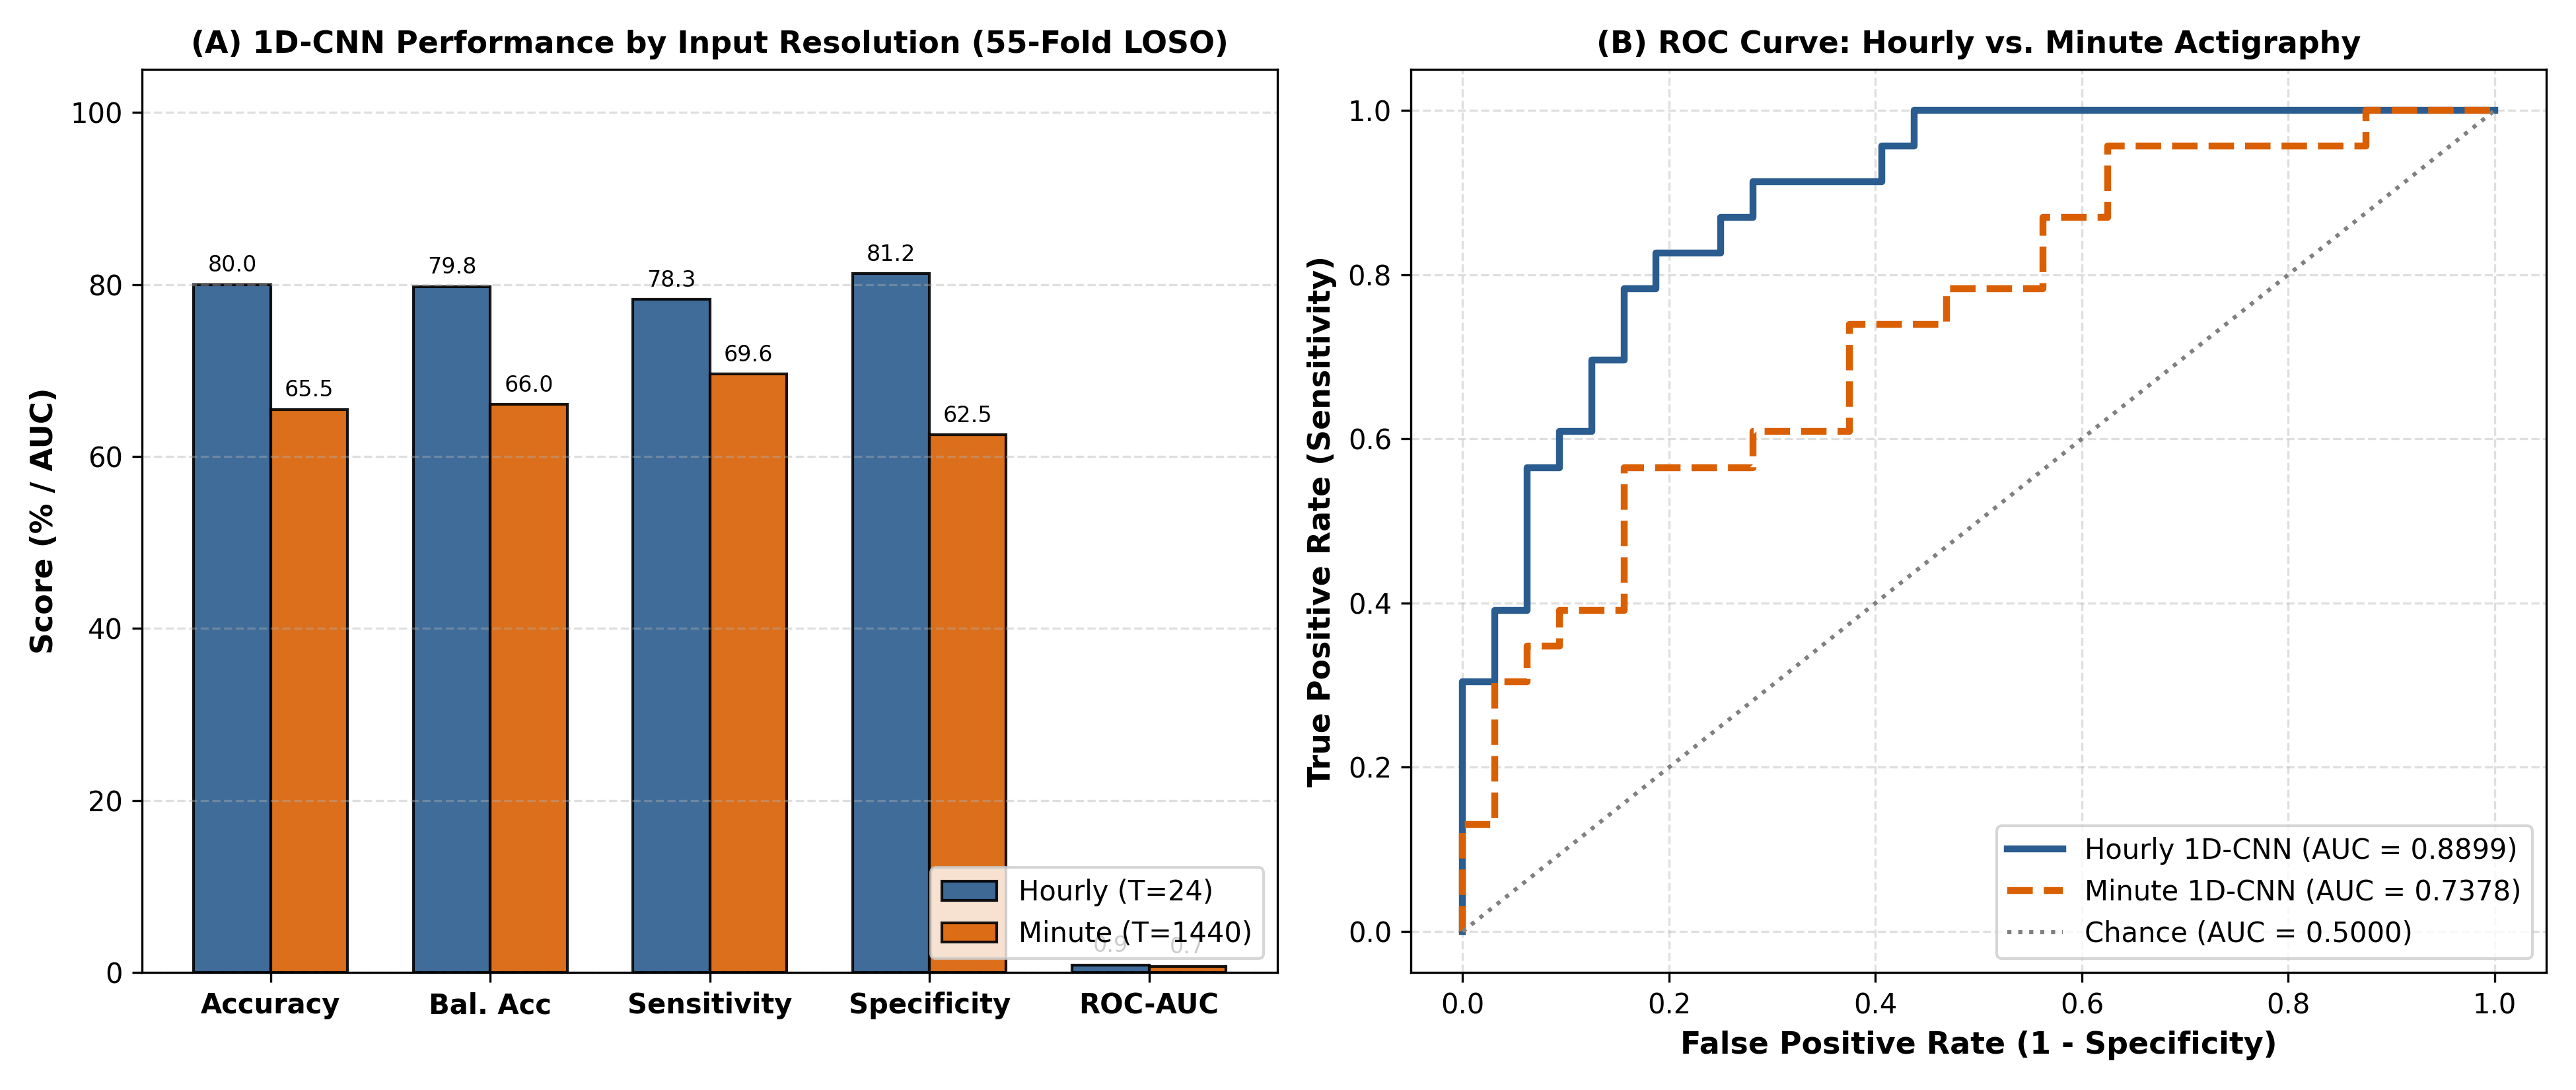 (A) 1D-CNN Performance by Input Resolution (55-Fold LOSO)
Score (% / AUC)
100
80
60
40
20
0
80.0
65.5
79.8
66.0
78.3
69.6
81.2
62.5
0.9
0.7
Hourly (T=24)
Minute (T=1440)
Accuracy
Bal. Acc
Sensitivity
Specificity
ROC-AUC
(B) ROC Curve: Hourly vs. Minute Actigraphy
True Positive Rate (Sensitivity)
1.0
0.8
0.6
0.4
0.2
0.0
Hourly 1D-CNN (AUC = 0.8899)
Minute 1D-CNN (AUC = 0.7378)
Chance (AUC = 0.5000)
0.0
0.2
0.4
0.6
0.8
1.0
False Positive Rate (1 - Specificity)